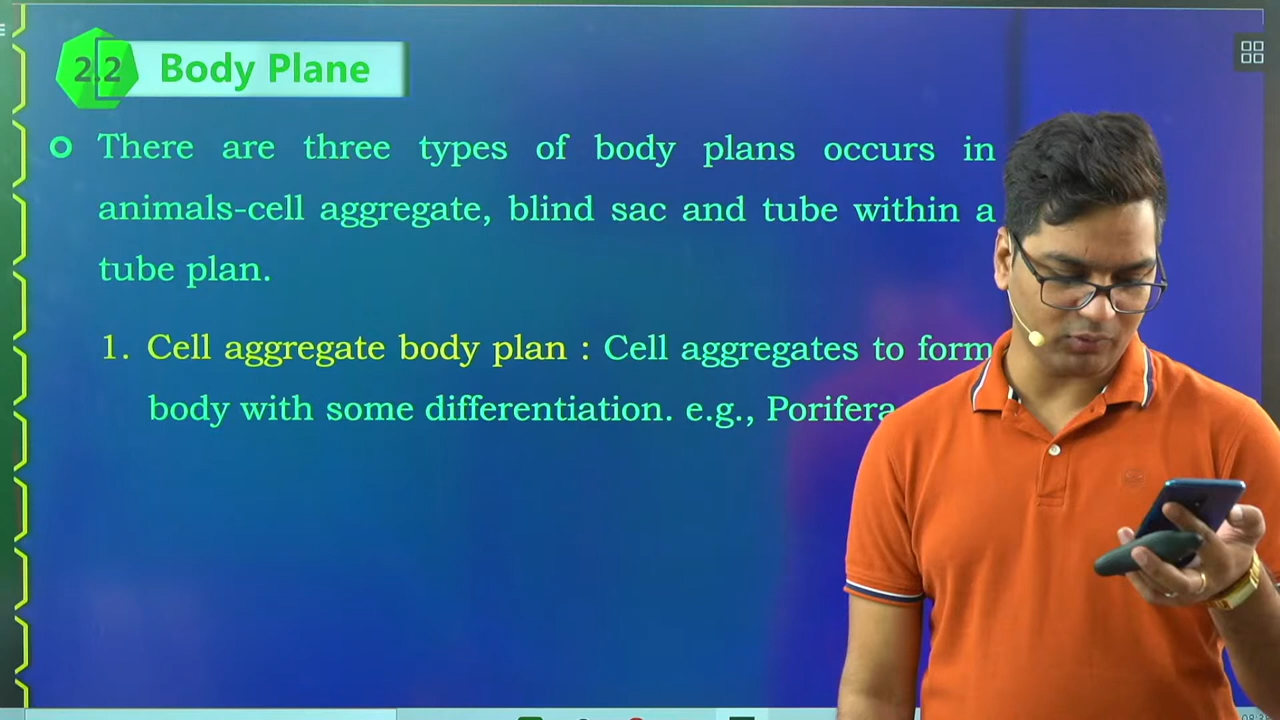 2.2 Body Plane
There are three types of body plans occurs in
animals-cell aggregate, blind sac and tube within a
tube plan.
1. Cell aggregate body plan : Cell aggregates to form
body with some differentiation. e.g., Porifera